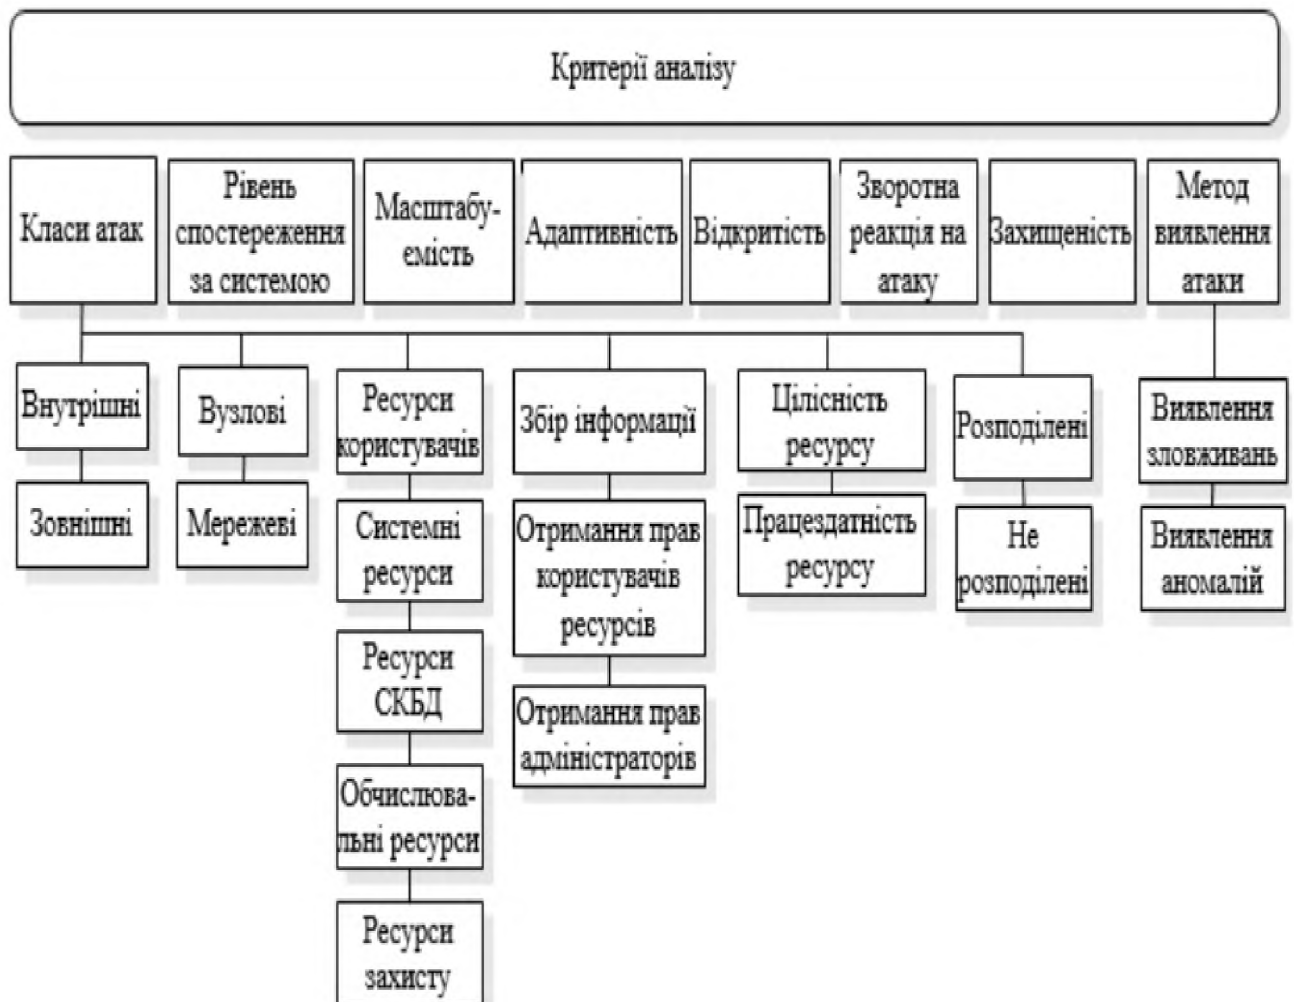 Критерії аналізу
Класи атак
Рівень
спостереження
за системою
Масштабу-
ємість
Адаптивність
Відкритість
Зворотна
реакція на
атаку
Захищеність
Метод
виявлення
атаки
Внутрішні
Зовнішні
Вузлові
Мережеві
Ресурси
користувачів
Системні
ресурси
Ресурси
СКБД
Обчислюва-
льні ресурси
Ресурси
захисту
Збір інформації
Отримання прав
користувачів
ресурсів
Отримання прав
адміністраторів
Цілісність
ресурсу
Працездатність
ресурсу
Розподілені
Не
розподілені
Виявлення
зловживань
Виявлення
аномалій